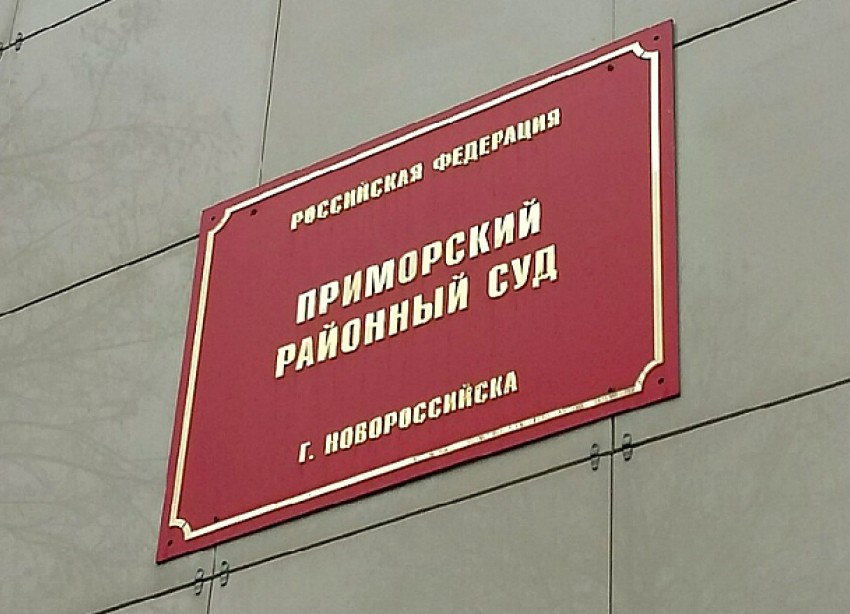 РОССИЙСКАЯ ФЕДЕРАЦИЯ
ПРИМОРСКИЙ
РАЙОННЫЙ СУД
Г. НОВОРОССИЙСКА